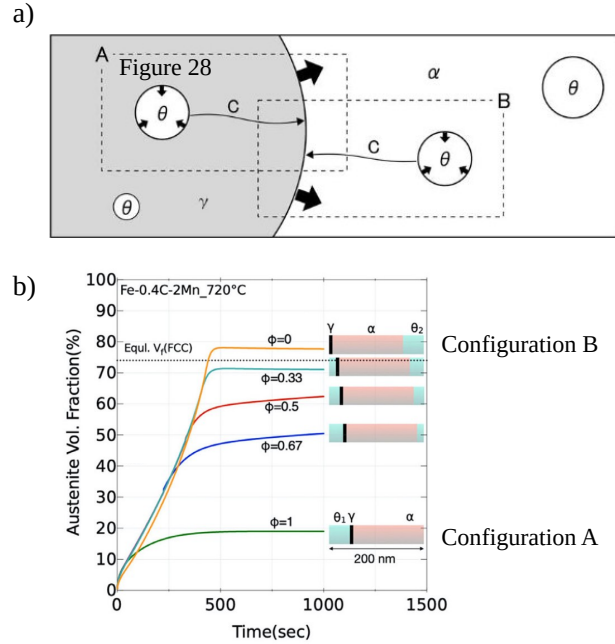 a)
A
Figure 28
α
θ
θ
C
B
C
θ
γ
θ
b)
Fe-0.4C-2Mn_720°C
Austenite Vol. Fraction(%)
100
90
80
70
60
50
40
30
20
10
0
Equl. Vf(FCC)
ϕ=0
ϕ=0.33
ϕ=0.5
ϕ=0.67
ϕ=1
γ α θ2
Configuration B
θ1 γ α
Configuration A
200 nm
0 500 1000 1500
Time(sec)